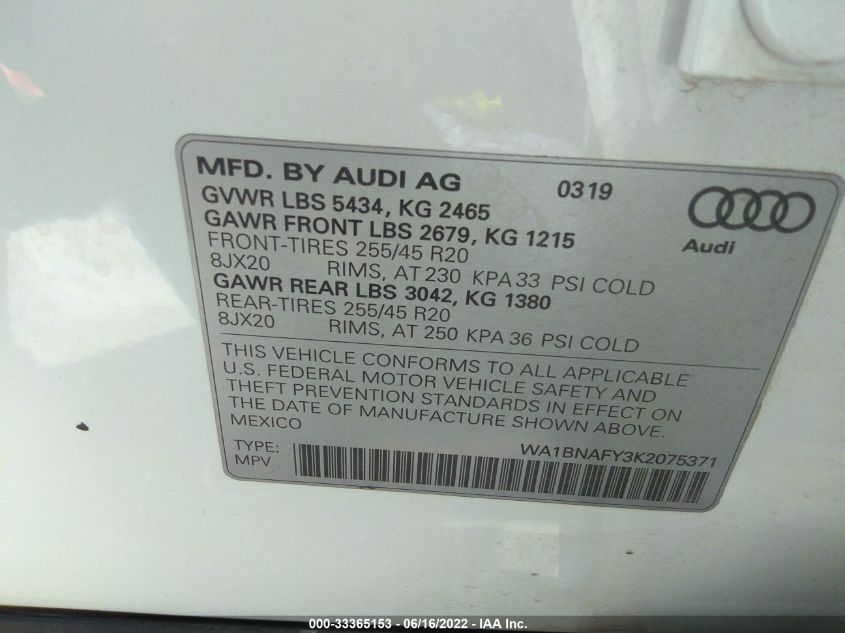 MFD. BY AUDI AG 0319
GVWR LBS 5434, KG 2465
GAWR FRONT LBS 2679, KG 1215
FRONT-TIRES 255/45 R20
8JX20 RIMS, AT 230 KPA 33 PSI COLD
GAWR REAR LBS 3042, KG 1380
REAR-TIRES 255/45 R20
8JX20 RIMS, AT 250 KPA 36 PSI COLD
Audi
THIS VEHICLE CONFORMS TO ALL APPLICABLE
U.S. FEDERAL MOTOR VEHICLE SAFETY AND
THEFT PREVENTION STANDARDS IN EFFECT ON
THE DATE OF MANUFACTURE SHOWN ABOVE.
MEXICO
TYPE: WA1BNAFY3K2075371
MPV
000-33365153 - 06/16/2022 - IAA Inc.